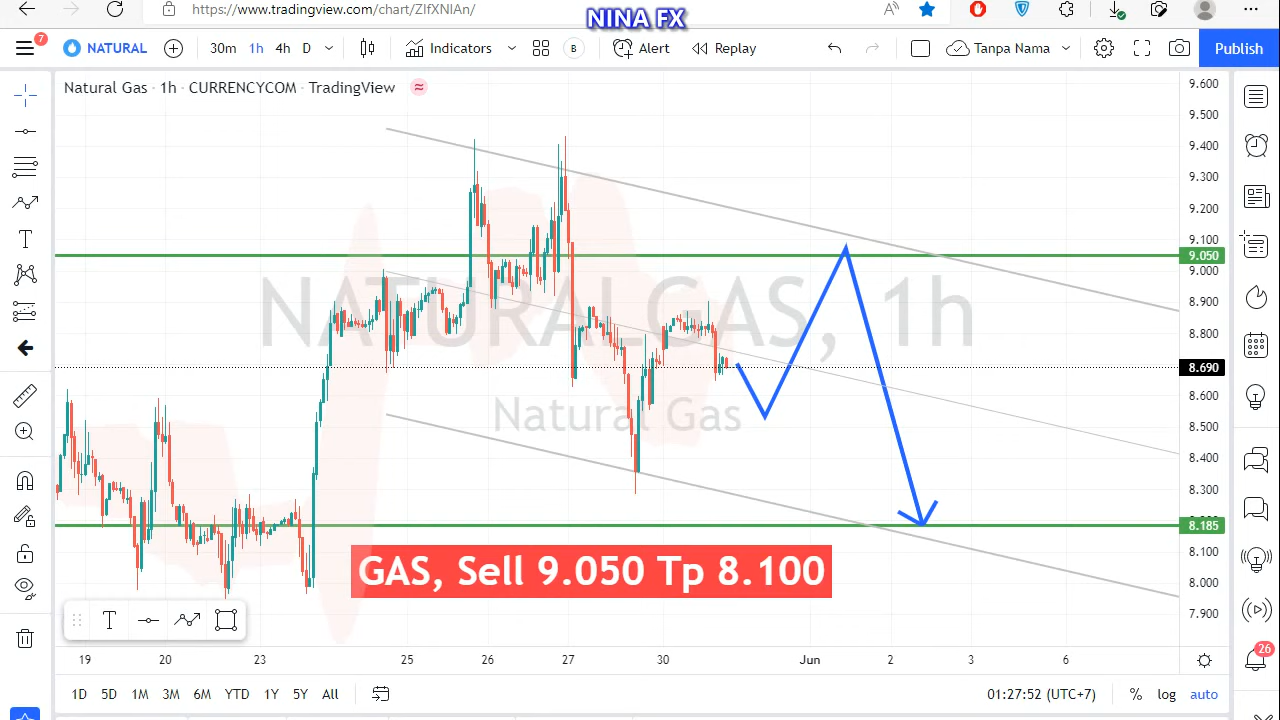 https://www.tradingview.com/chart/ZIfXNIAn/
NINA FX
7
NATURAL
30m 1h 4h D
Indicators
B
Alert
Replay
Tanpa Nama
Publish
Natural Gas · 1h · CURRENCYCOM · TradingView
NATURALGAS, 1h
Natural Gas
9.600
9.500
9.400
9.300
9.200
9.100
9.050
9.000
8.900
8.800
8.690
8.600
8.500
8.400
8.300
8.185
8.100
8.000
7.900
GAS, Sell 9.050 Tp 8.100
T
19 20 23 25 26 27 30 Jun 2 3 6
26
1D 5D 1M 3M 6M YTD 1Y 5Y All
01:27:52 (UTC+7)
% log auto